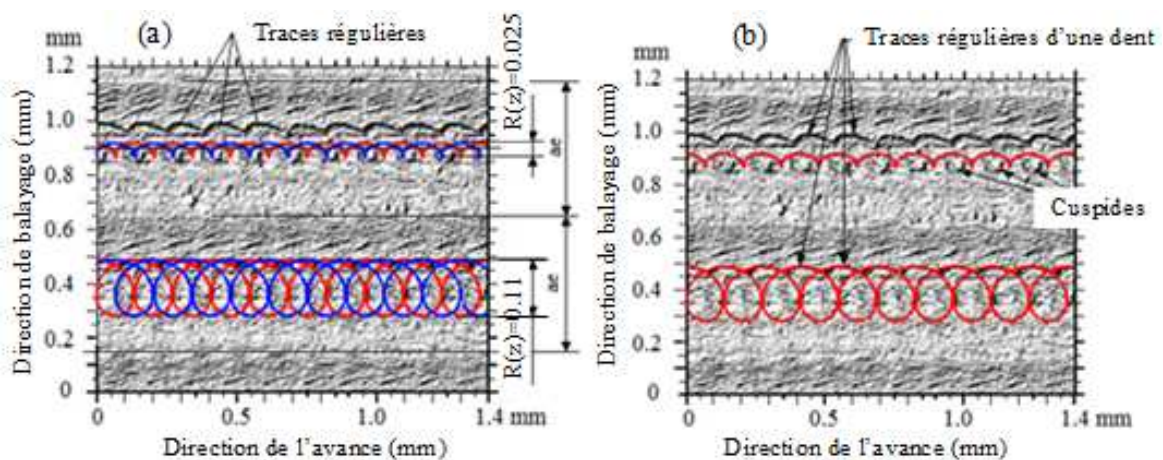 (a)
Traces régulières
mm
1.2
1.0
0.8
0.6
0.4
0.2
0
Direction de balayage (mm)
R(z)=0.025
ae
ae
R(z)=0.11
0
0.5
1.0
1.4 mm
Direction de l’avance (mm)
(b)
Traces régulières d’une dent
mm
1.2
1.0
0.8
0.6
0.4
0.2
0
Direction de balayage (mm)
Cuspides
0
0.5
1.0
1.4 mm
Direction de l’avance (mm)